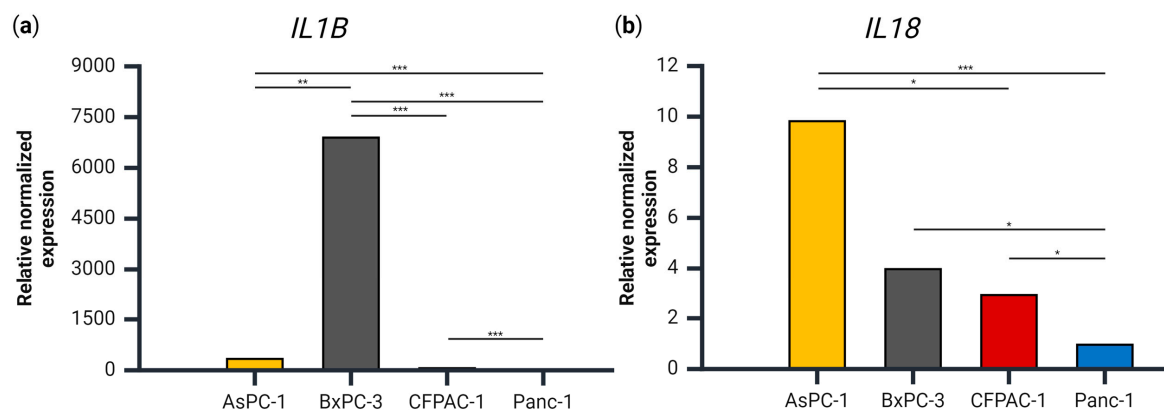 (a)
IL1B
Relative normalized
expression
9000
7500
6000
4500
3000
1500
0
***
**
***
***
***
AsPC-1 BxPC-3 CFPAC-1 Panc-1
(b)
IL18
Relative normalized
expression
12
10
8
6
4
2
0
***
*
*
*
AsPC-1 BxPC-3 CFPAC-1 Panc-1